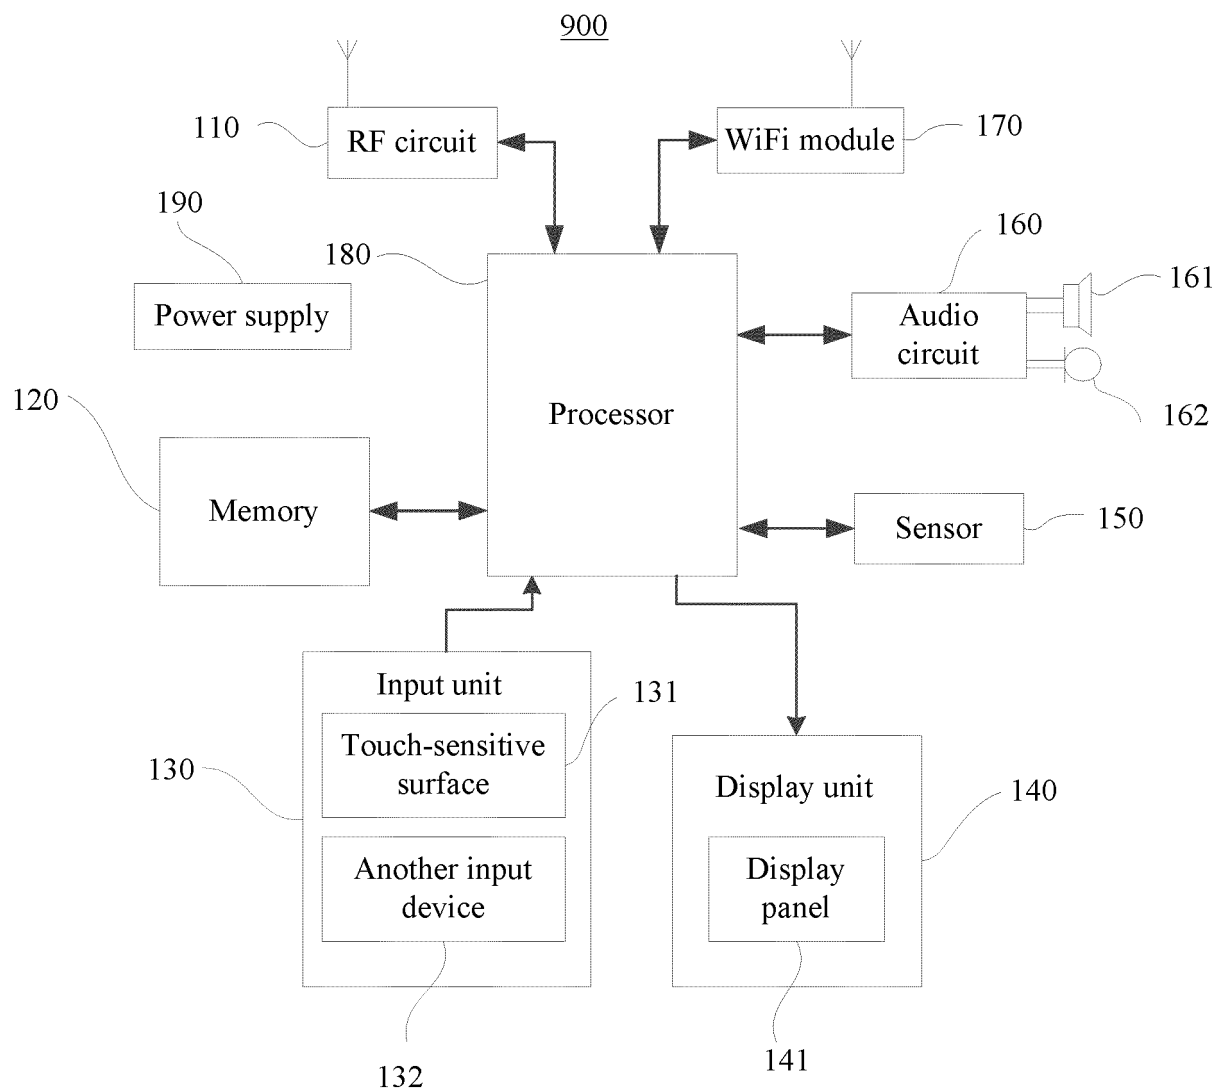 900
110
RF circuit
WiFi module
170
190
180
160
161
Power supply
Audio
circuit
120
Processor
162
Memory
Sensor
150
Input unit
131
Touch-sensitive
surface
130
Display unit
140
Another input
device
Display
panel
132
141